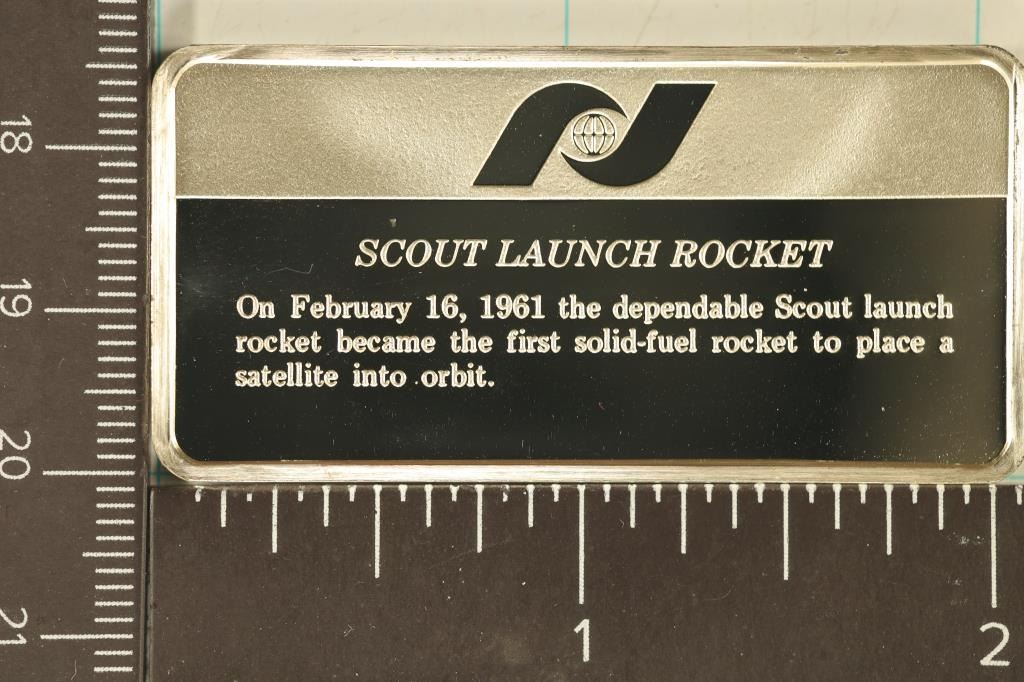 SCOUT LAUNCH ROCKET
On February 16, 1961 the dependable Scout launch
rocket became the first solid-fuel rocket to place a
satellite into orbit.
18
19
20
21
1
2